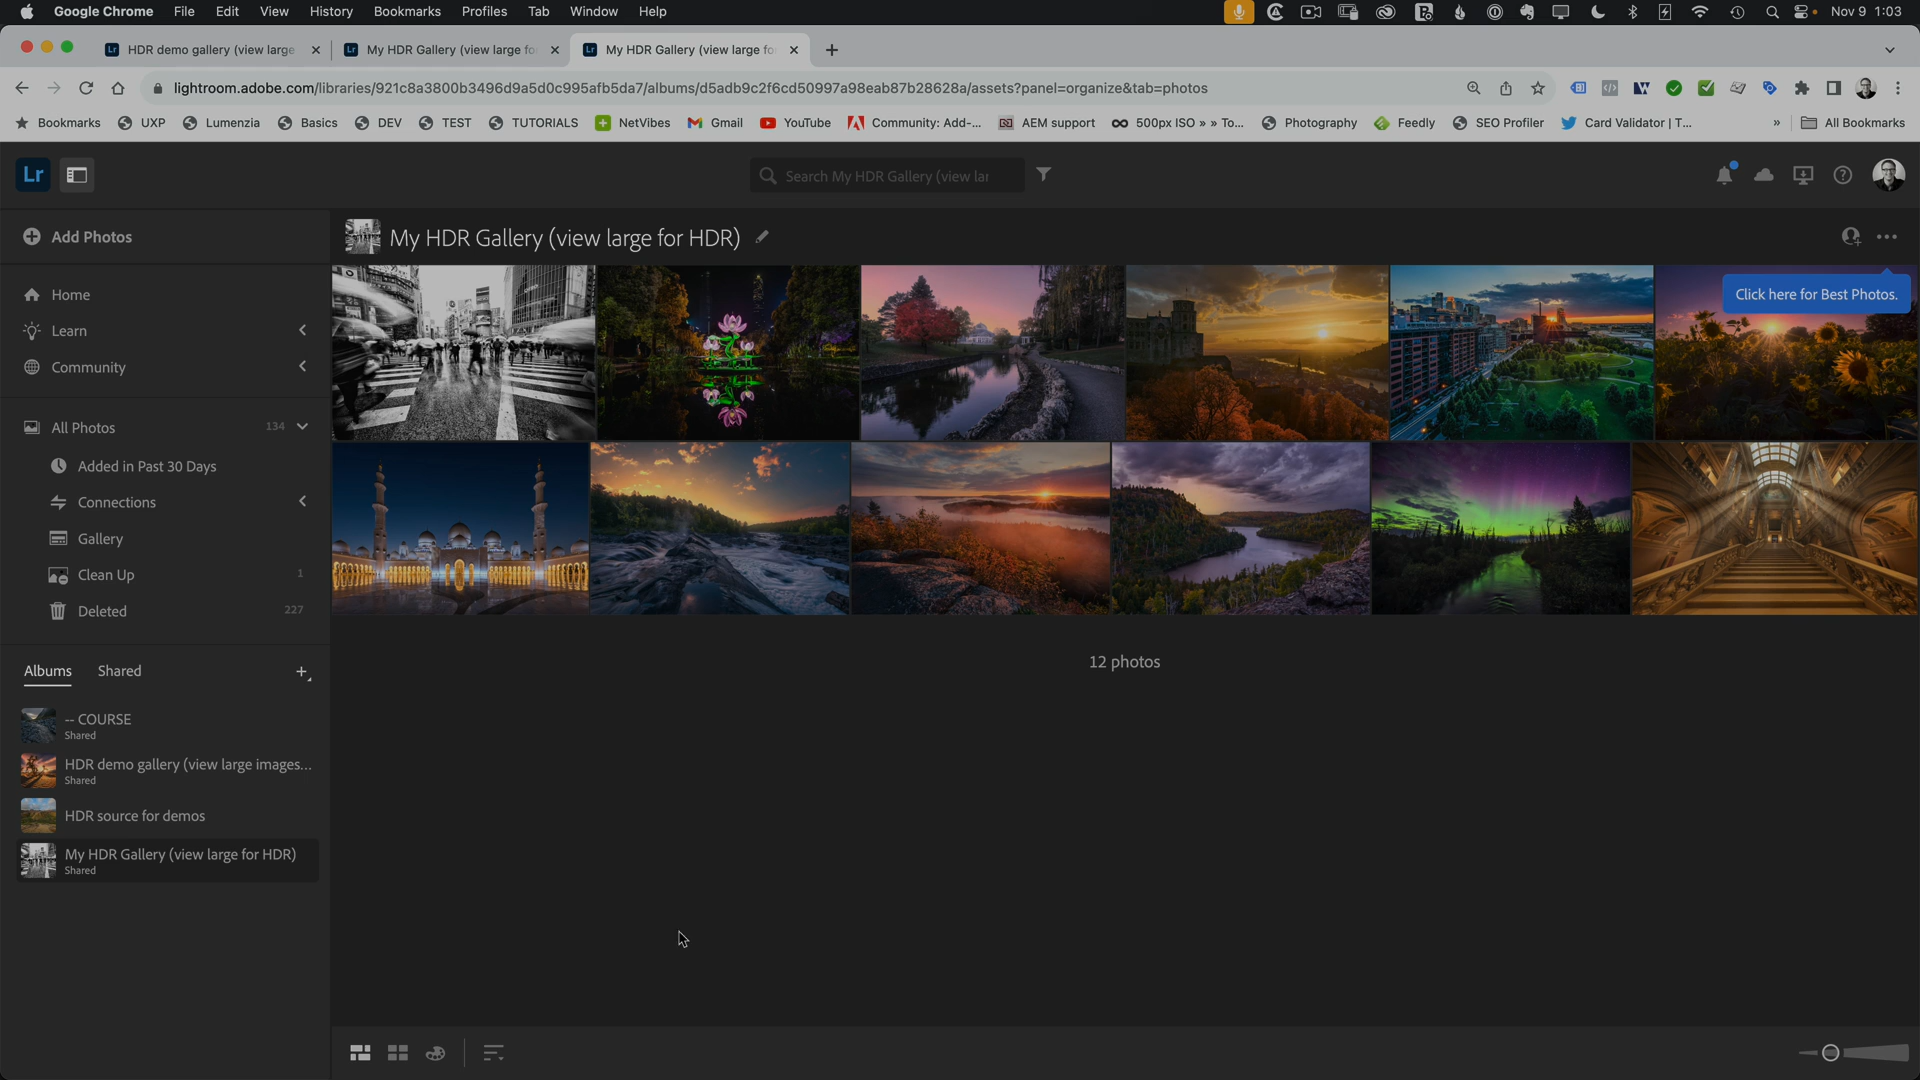 Google Chrome File Edit View History Bookmarks Profiles Tab Window Help Nov 9 1:03
HDR demo gallery (view large My HDR Gallery (view large fo My HDR Gallery (view large fo
lightroom.adobe.com/libraries/921c8a3800b3496d9a5d0c995afb5da7/albums/d5adb9c2f6cd50997a98eab87b28628a/assets?panel=organize&tab=photos
Bookmarks UXP Lumenzia Basics DEV TEST TUTORIALS NetVibes Gmail YouTube Community: Add-... AEM support 500px ISO » » To... Photography Feedly SEO Profiler Card Validator | T... » All Bookmarks
Lr Search My HDR Gallery (view lar
Add Photos
My HDR Gallery (view large for HDR)
Click here for Best Photos.
Home
Learn
Community
All Photos 134
Added in Past 30 Days
Connections
Gallery
Clean Up 1
Deleted 227
12 photos
Albums Shared
-- COURSE
Shared
HDR demo gallery (view large images...
Shared
HDR source for demos
My HDR Gallery (view large for HDR)
Shared